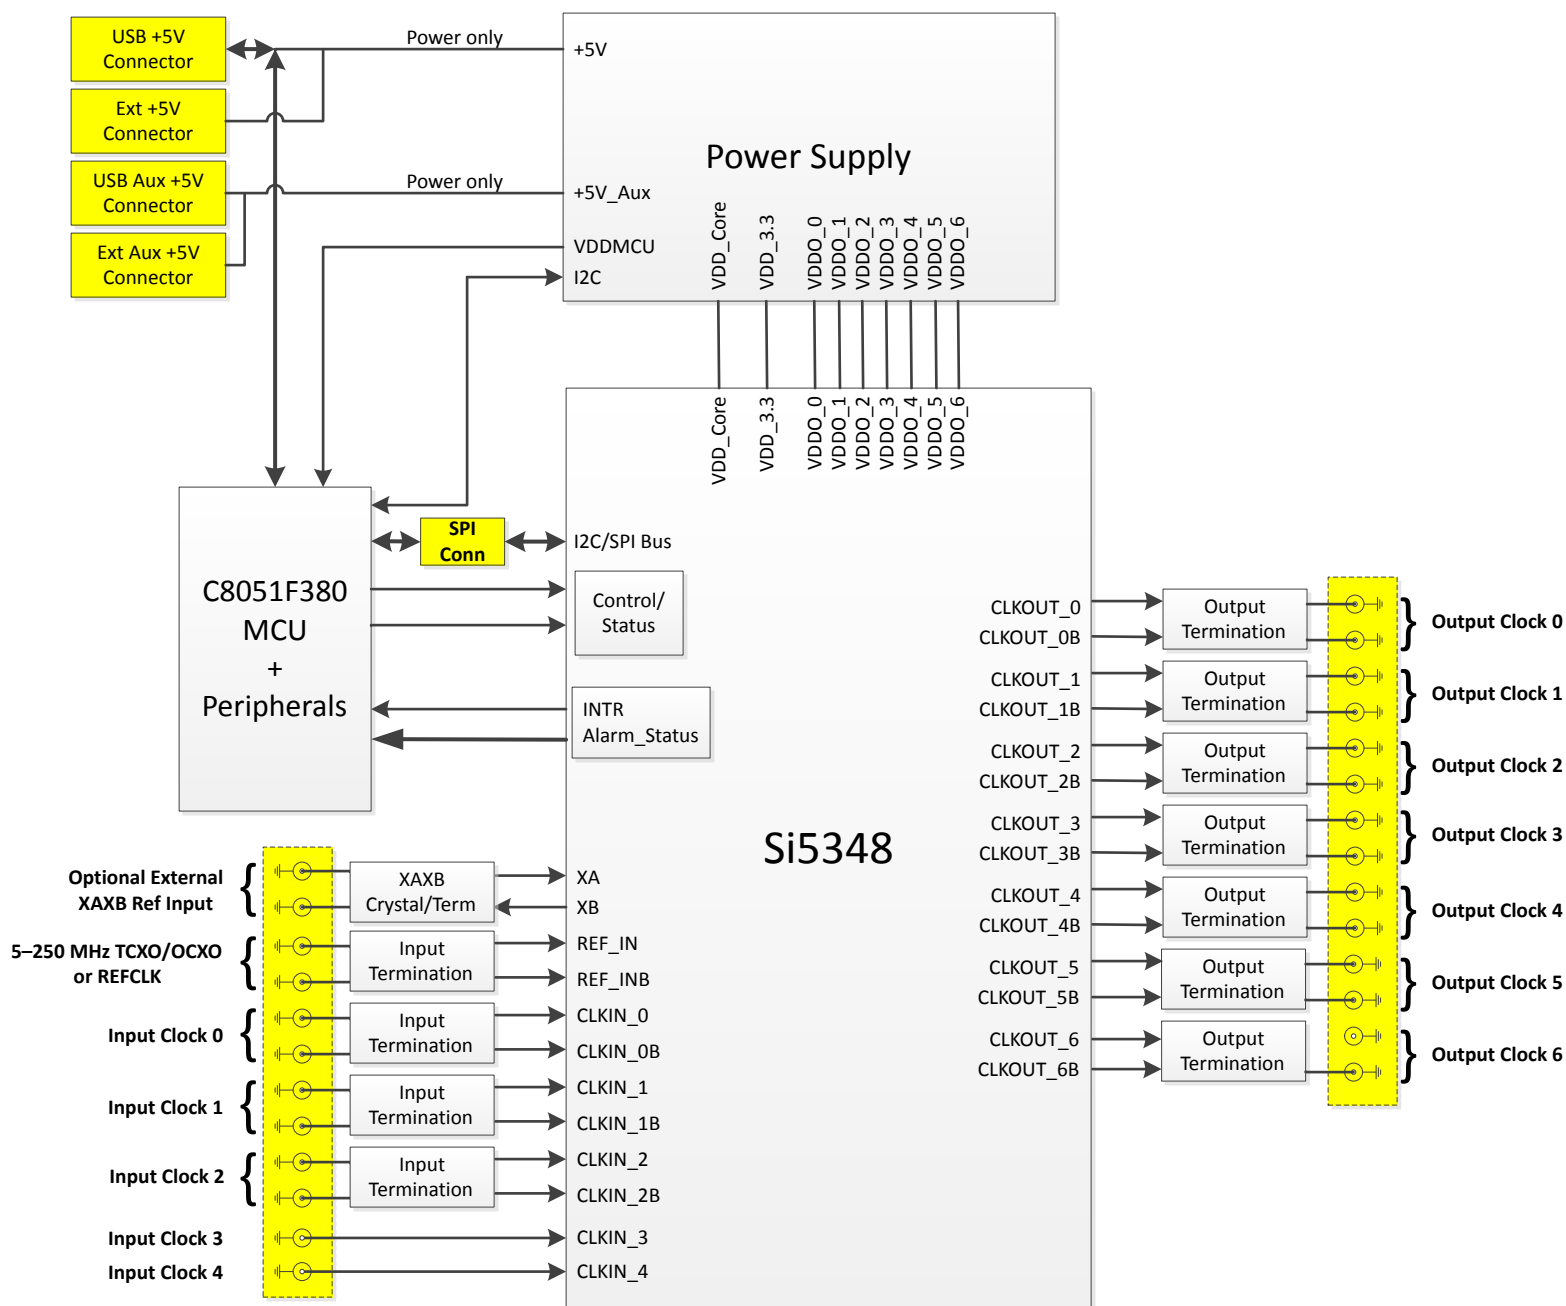 USB +5V
Connector
Ext +5V
Connector
USB Aux +5V
Connector
Ext Aux +5V
Connector
Power only
Power only
+5V
Power Supply
+5V_Aux
VDDMCU
I2C
VDD_Core
VDD_3.3
VDDO_0
VDDO_1
VDDO_2
VDDO_3
VDDO_4
VDDO_5
VDDO_6
VDD_Core
VDD_3.3
VDDO_0
VDDO_1
VDDO_2
VDDO_3
VDDO_4
VDDO_5
VDDO_6
C8051F380
MCU
+
Peripherals
SPI
Conn
I2C/SPI Bus
Control/
Status
INTR
Alarm_Status
Si5348
Optional External
XAXB Ref Input
5–250 MHz TCXO/OCXO
or REFCLK
Input Clock 0
Input Clock 1
Input Clock 2
Input Clock 3
Input Clock 4
XAXB
Crystal/Term
Input
Termination
Input
Termination
Input
Termination
Input
Termination
XA
XB
REF_IN
REF_INB
CLKIN_0
CLKIN_0B
CLKIN_1
CLKIN_1B
CLKIN_2
CLKIN_2B
CLKIN_3
CLKIN_4
CLKOUT_0
CLKOUT_0B
CLKOUT_1
CLKOUT_1B
CLKOUT_2
CLKOUT_2B
CLKOUT_3
CLKOUT_3B
CLKOUT_4
CLKOUT_4B
CLKOUT_5
CLKOUT_5B
CLKOUT_6
CLKOUT_6B
Output
Termination
Output
Termination
Output
Termination
Output
Termination
Output
Termination
Output
Termination
Output
Termination
Output Clock 0
Output Clock 1
Output Clock 2
Output Clock 3
Output Clock 4
Output Clock 5
Output Clock 6